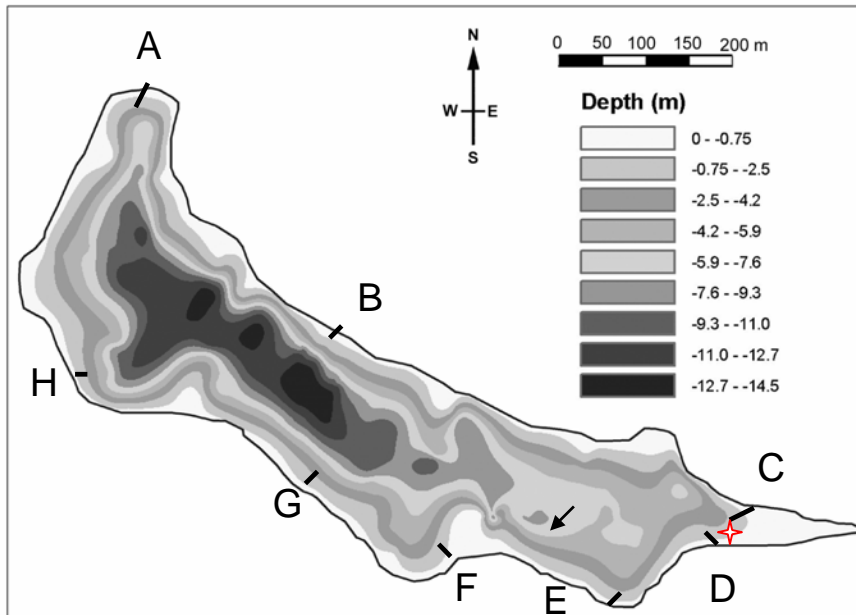 A
N
W E
S
0 50 100 150 200 m
Depth (m)
0 - -0.75
-0.75 - -2.5
-2.5 - -4.2
-4.2 - -5.9
-5.9 - -7.6
-7.6 - -9.3
-9.3 - -11.0
-11.0 - -12.7
-12.7 - -14.5
B
H
G
C
F
E
D